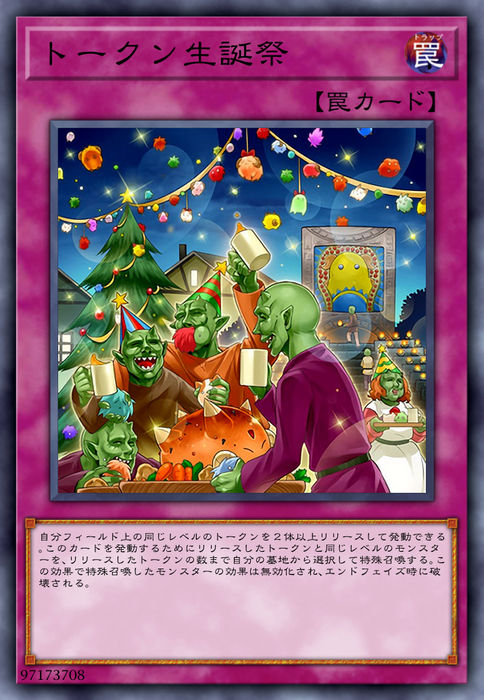 トークン生誕祭
トラップ
罠
【罠カード】
自分フィールド上の同じレベルのトークンを２体以上リリースして発動できる
。このカードを発動するためにリリースしたトークンと同じレベルのモンスター
を、リリースしたトークンの数まで自分の墓地から選択して特殊召喚する。こ
の効果で特殊召喚したモンスターの効果は無効化され、エンドフェイズ時に破
壊される。
97173708